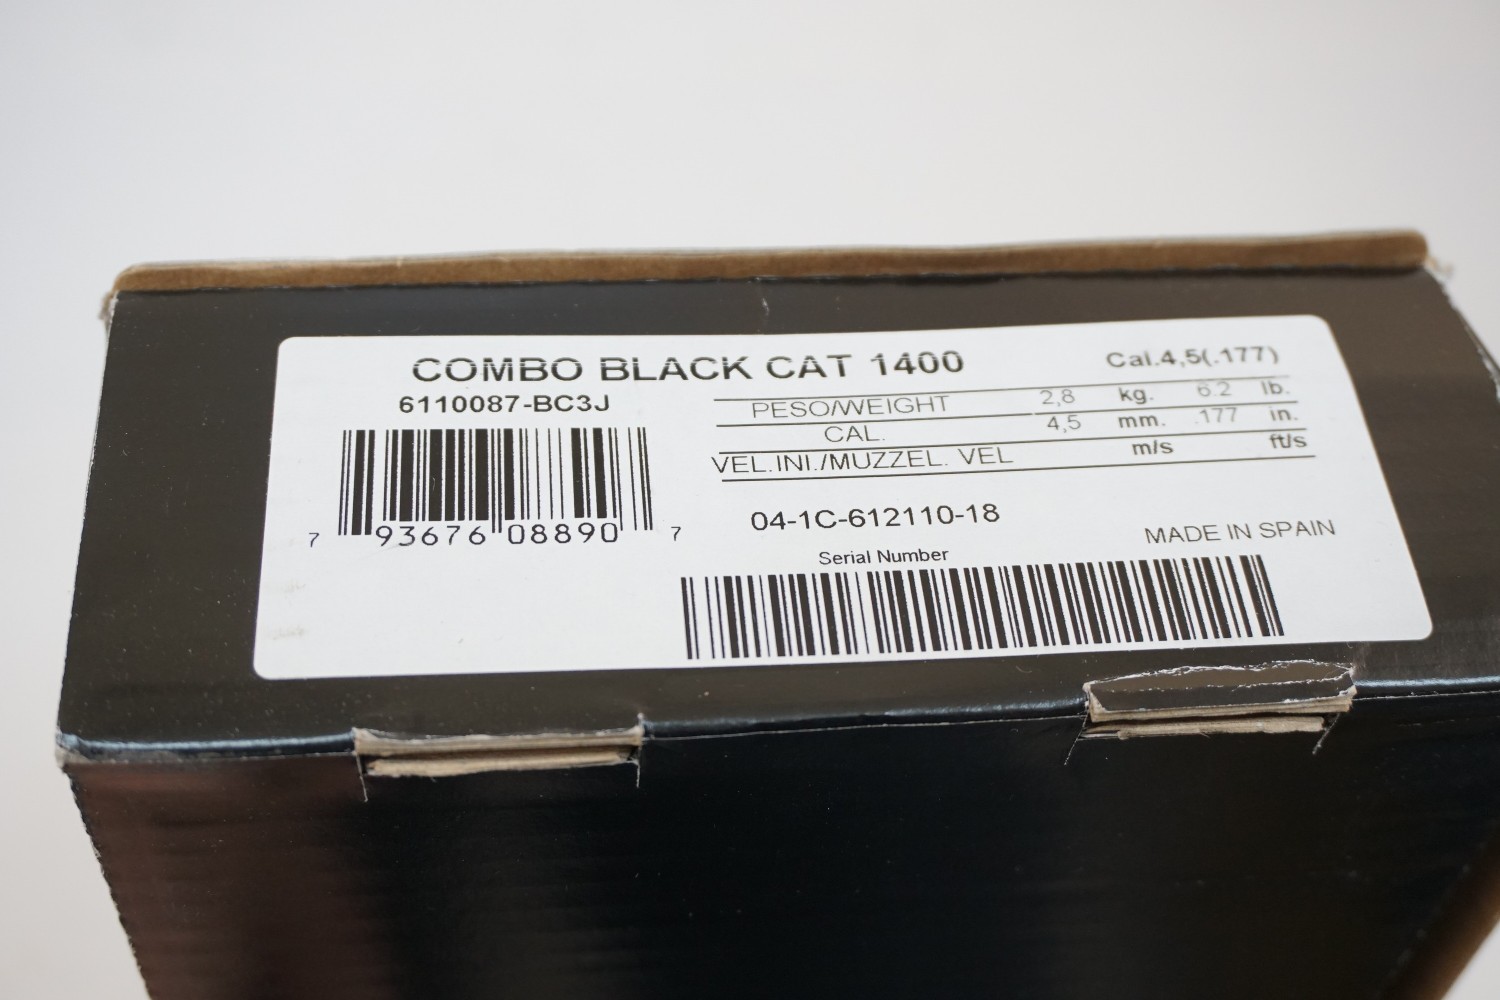 COMBO BLACK CAT 1400
Cal.4,5(.177)
6110087-BC3J
PESO/WEIGHT 2,8 kg. 6.2 lb.
CAL. 4,5 mm. .177 in.
VEL.INI./MUZZEL. VEL m/s ft/s
7 93676 08890 7
04-1C-612110-18
MADE IN SPAIN
Serial Number